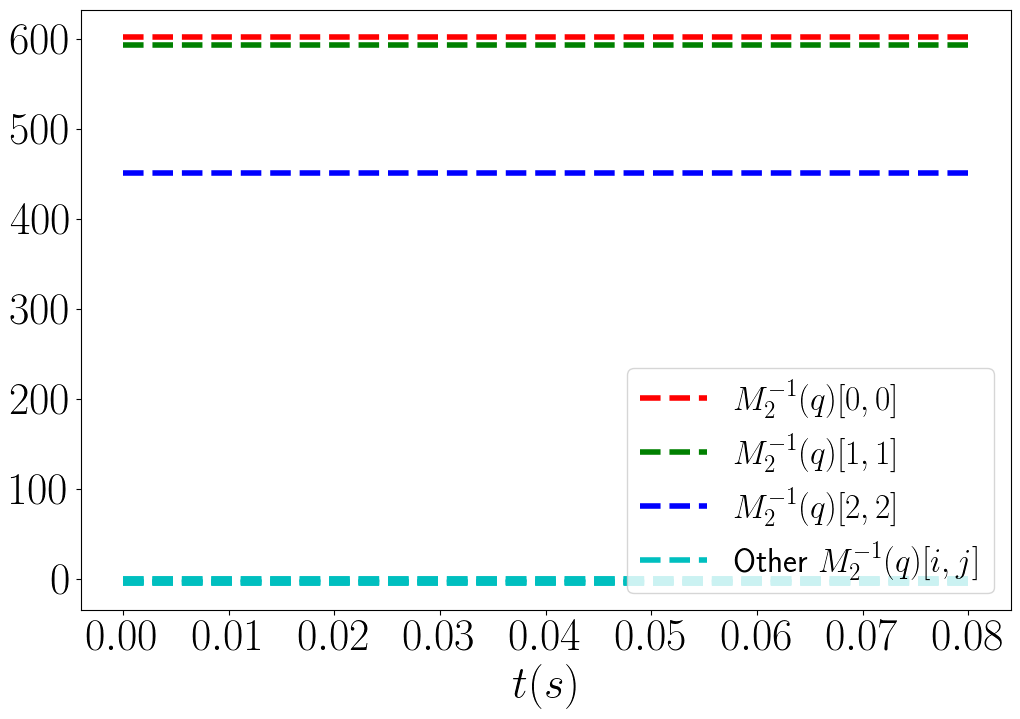 600
500
400
300
200
100
0
$M_2^{-1}(q)[0, 0]$
$M_2^{-1}(q)[1, 1]$
$M_2^{-1}(q)[2, 2]$
Other $M_2^{-1}(q)[i, j]$
0.00 0.01 0.02 0.03 0.04 0.05 0.06 0.07 0.08
$t(s)$